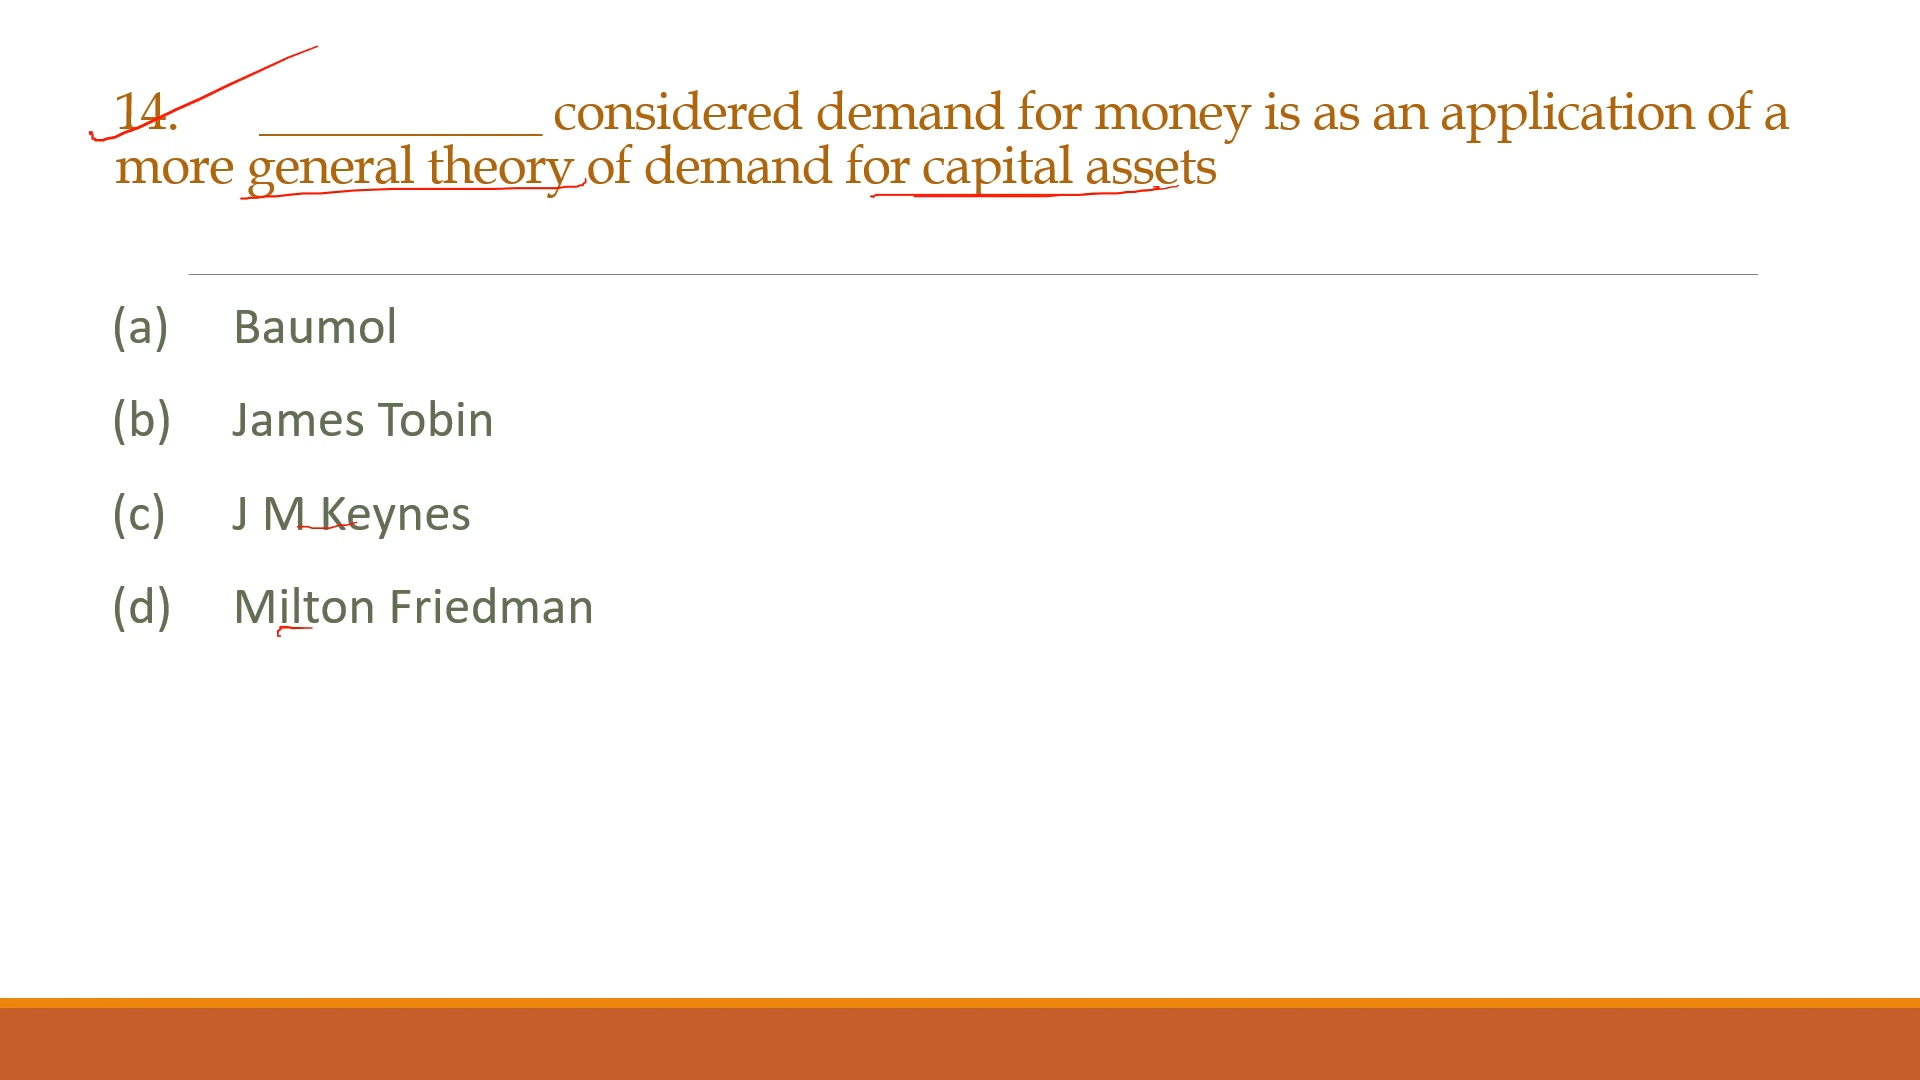 14. ___________ considered demand for money is as an application of a
more general theory of demand for capital assets
(a) Baumol
(b) James Tobin
(c) J M Keynes
(d) Milton Friedman